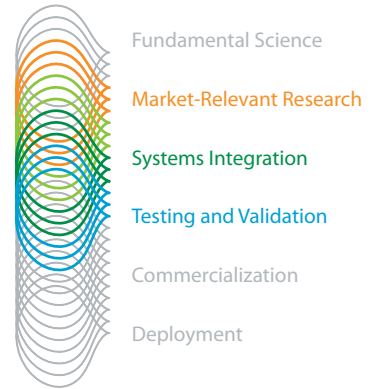 Fundamental Science
Market-Relevant Research
Systems Integration
Testing and Validation
Commercialization
Deployment